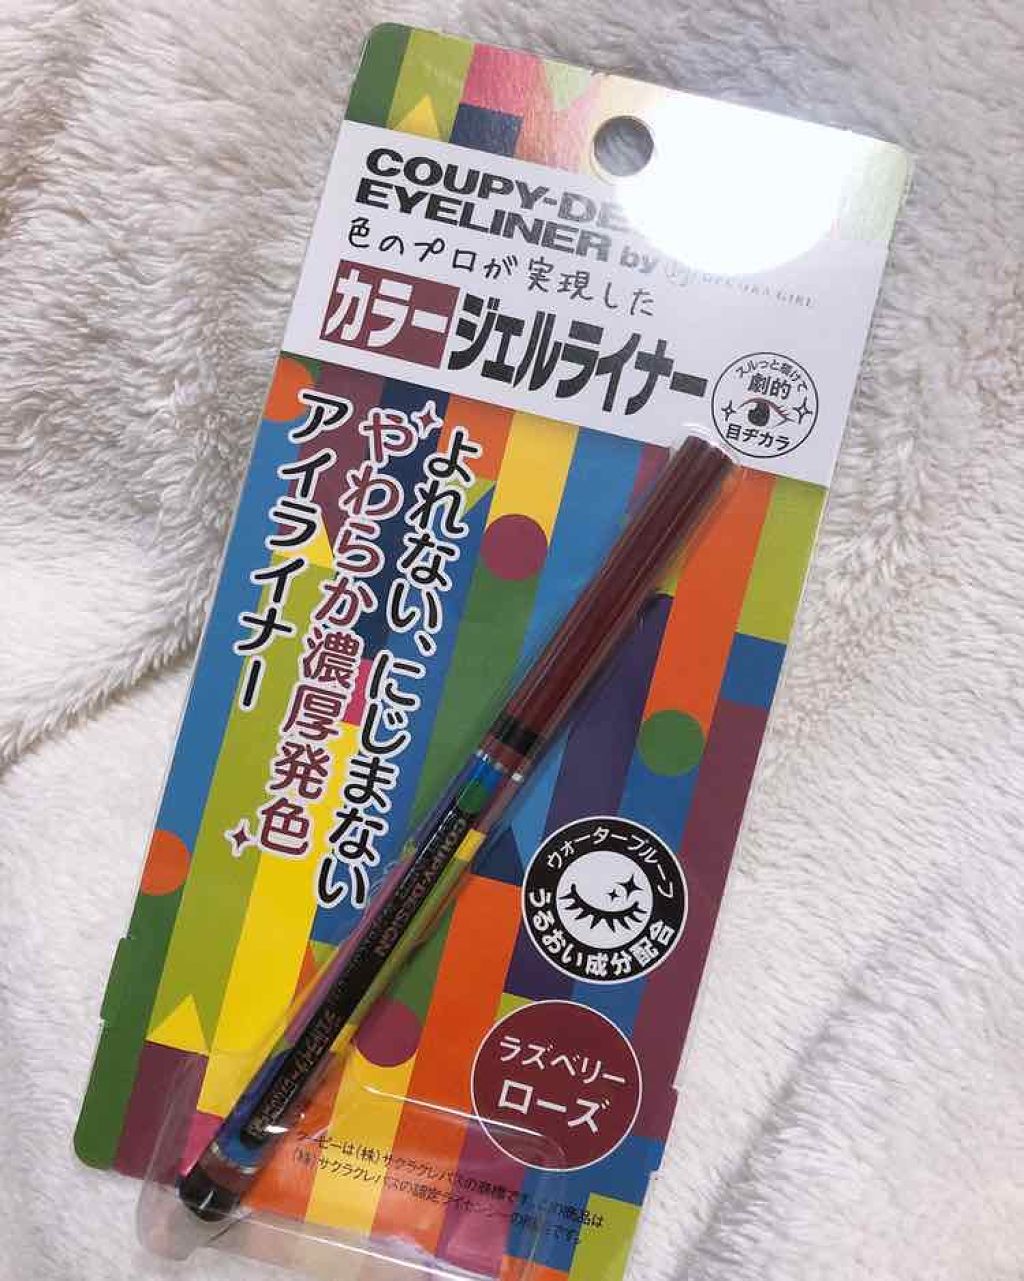 COUPY-DE
EYELINER by
色のプロが実現した
カラージェルライナー
スルっと描けて
劇的
目ヂカラ
よれない、にじまない
やわらか濃厚発色
アイライナー
COUPY-DESIGN
ウォータープルーフ
うるおい成分配合
ラズベリー
ローズ
クーピーは(株)サクラクレパスの商標です。この商品は
(株)サクラクレパスの認定ライセンシーの です。